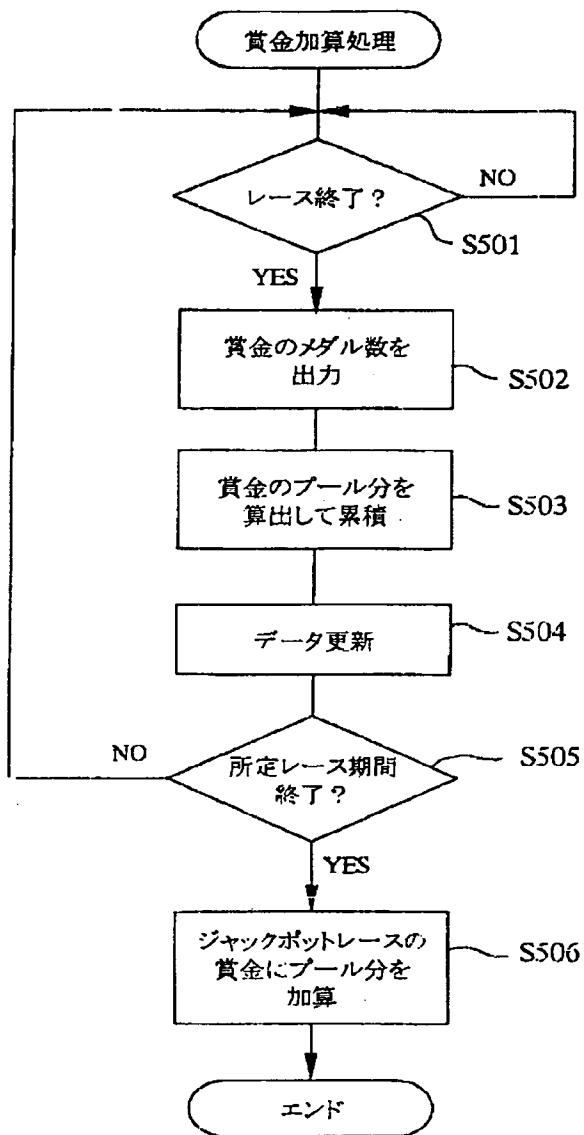 賞金加算処理
レース終了?
NO
S501
YES
賞金のメダル数を
出力
S502
賞金のプール分を
算出して累積
S503
データ更新
S504
NO
所定レース期間
終了?
S505
YES
ジャックポットレースの
賞金にプール分を
加算
S506
エンド